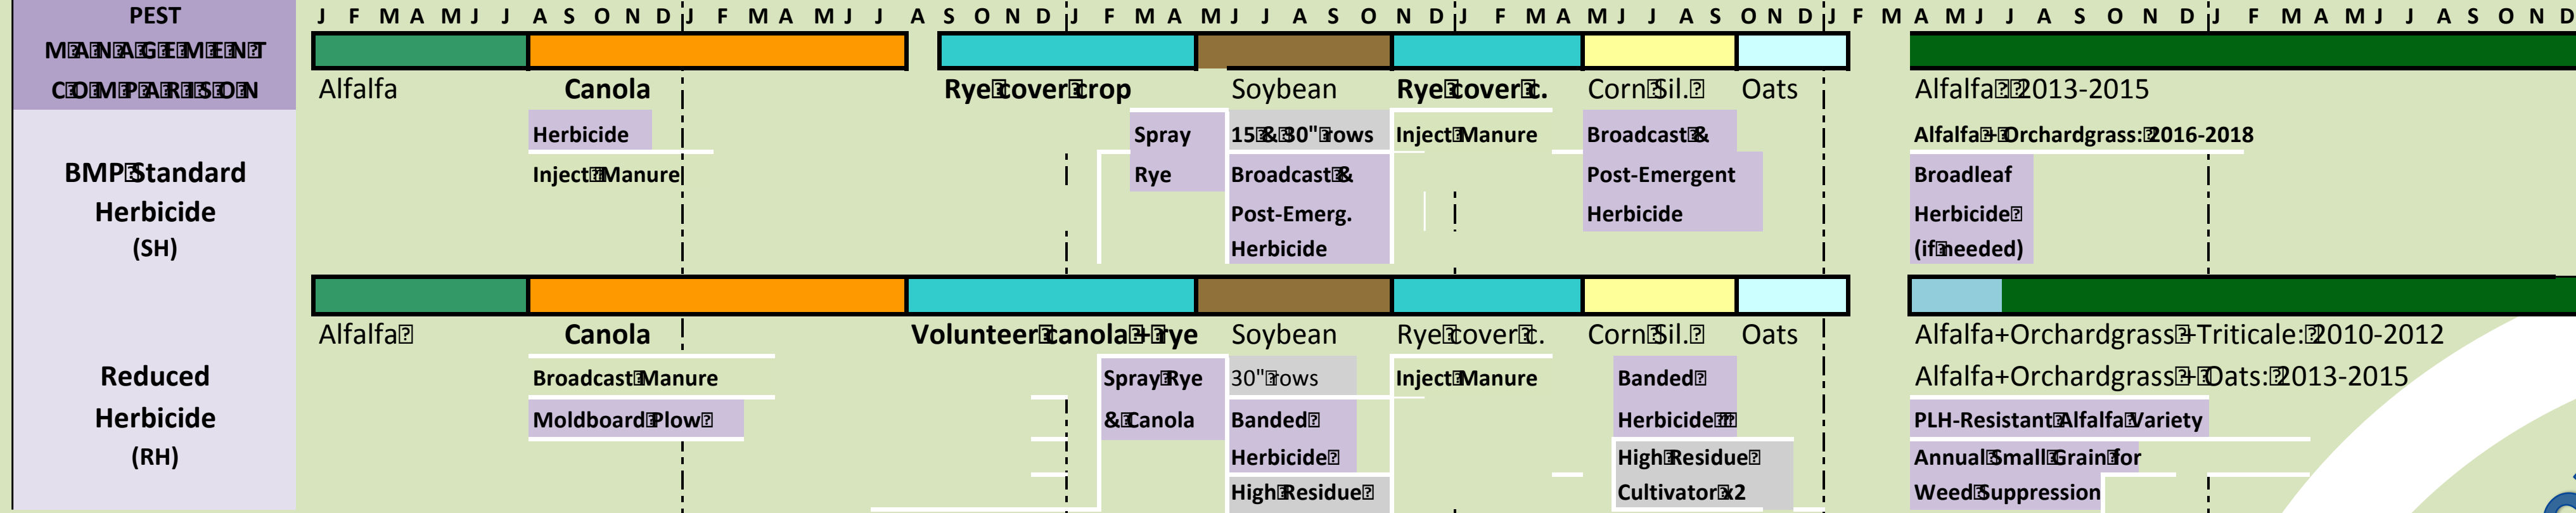 PEST
MANAGEMENT
COMPARISON
J F M A M J J A S O N D J F M A M J J A S O N D J F M A M J J A S O N D J F M A M J J A S O N D J F M A M J J A S O N D J F M A M J J A S O N D
Alfalfa Canola Rye cover crop Soybean Rye cover c. Corn Sil. Oats Alfalfa 2013-2015
BMP Standard
Herbicide
(SH)
Herbicide
Inject Manure
Spray
Rye
15 & 30" rows
Broadcast &
Post-Emerg.
Herbicide
Inject Manure
Broadcast &
Post-Emergent
Herbicide
Alfalfa + Orchardgrass: 2016-2018
Broadleaf
Herbicide
(if needed)
Alfalfa Canola Volunteer canola + rye Soybean Rye cover c. Corn Sil. Oats Alfalfa+Orchardgrass +Triticale: 2010-2012
Alfalfa+Orchardgrass + Oats: 2013-2015
Reduced
Herbicide
(RH)
Broadcast Manure
Moldboard Plow
Spray Rye
& Canola
30" rows
Banded
Herbicide
High Residue
Inject Manure
Banded
Herbicide
High Residue
Cultivator x2
PLH-Resistant Alfalfa Variety
Annual Small Grain for
Weed Suppression